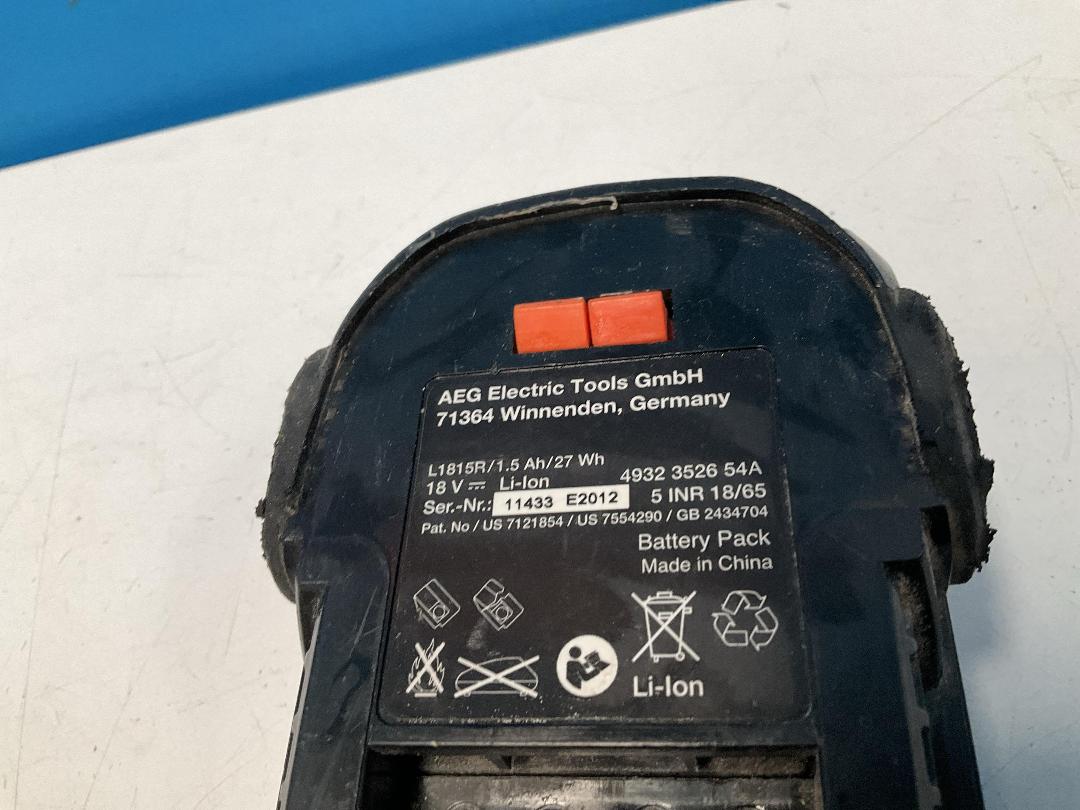 AEG Electric Tools GmbH
71364 Winnenden, Germany
L1815R/1.5 Ah/27 Wh
18 V ⎓ Li-Ion 4932 3526 54A
Ser.-Nr.: 11433 E2012 5 INR 18/65
Pat. No / US 7121854 / US 7554290 / GB 2434704
Battery Pack
Made in China
Li-Ion